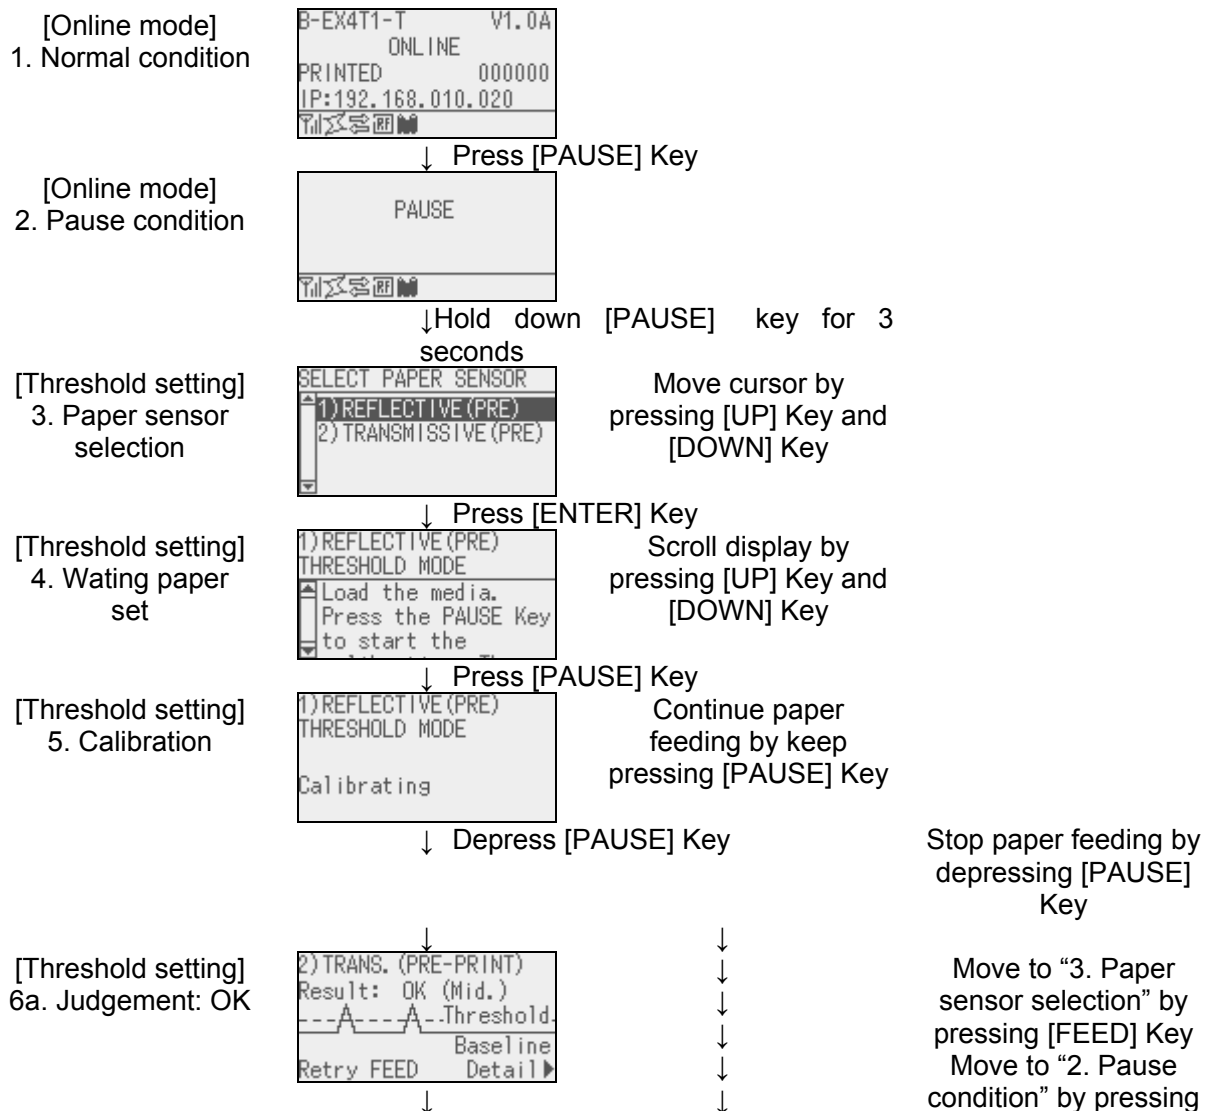 [Online mode]
1. Normal condition
B-EX4T1-T V1.0A
ONLINE
PRINTED 000000
IP:192.168.010.020
RF
↓ Press [PAUSE] Key
[Online mode]
2. Pause condition
PAUSE
RF
↓Hold down [PAUSE] key for 3
seconds
[Threshold setting]
3. Paper sensor
selection
SELECT PAPER SENSOR
1)REFLECTIVE(PRE)
2)TRANSMISSIVE(PRE)
Move cursor by
pressing [UP] Key and
[DOWN] Key
↓ Press [ENTER] Key
[Threshold setting]
4. Wating paper
set
1)REFLECTIVE(PRE)
THRESHOLD MODE
Load the media.
Press the PAUSE Key
to start the
Scroll display by
pressing [UP] Key and
[DOWN] Key
↓ Press [PAUSE] Key
[Threshold setting]
5. Calibration
1)REFLECTIVE(PRE)
THRESHOLD MODE
Calibrating
Continue paper
feeding by keep
pressing [PAUSE] Key
↓ Depress [PAUSE] Key
Stop paper feeding by
depressing [PAUSE]
Key
↓ ↓
[Threshold setting]
6a. Judgement: OK
2)TRANS.(PRE-PRINT)
Result: OK (Mid.)
Threshold
Baseline
Retry FEED Detail
↓
↓
↓
↓
↓
Move to “3. Paper
sensor selection” by
pressing [FEED] Key
Move to “2. Pause
condition” by pressing
↓ ↓